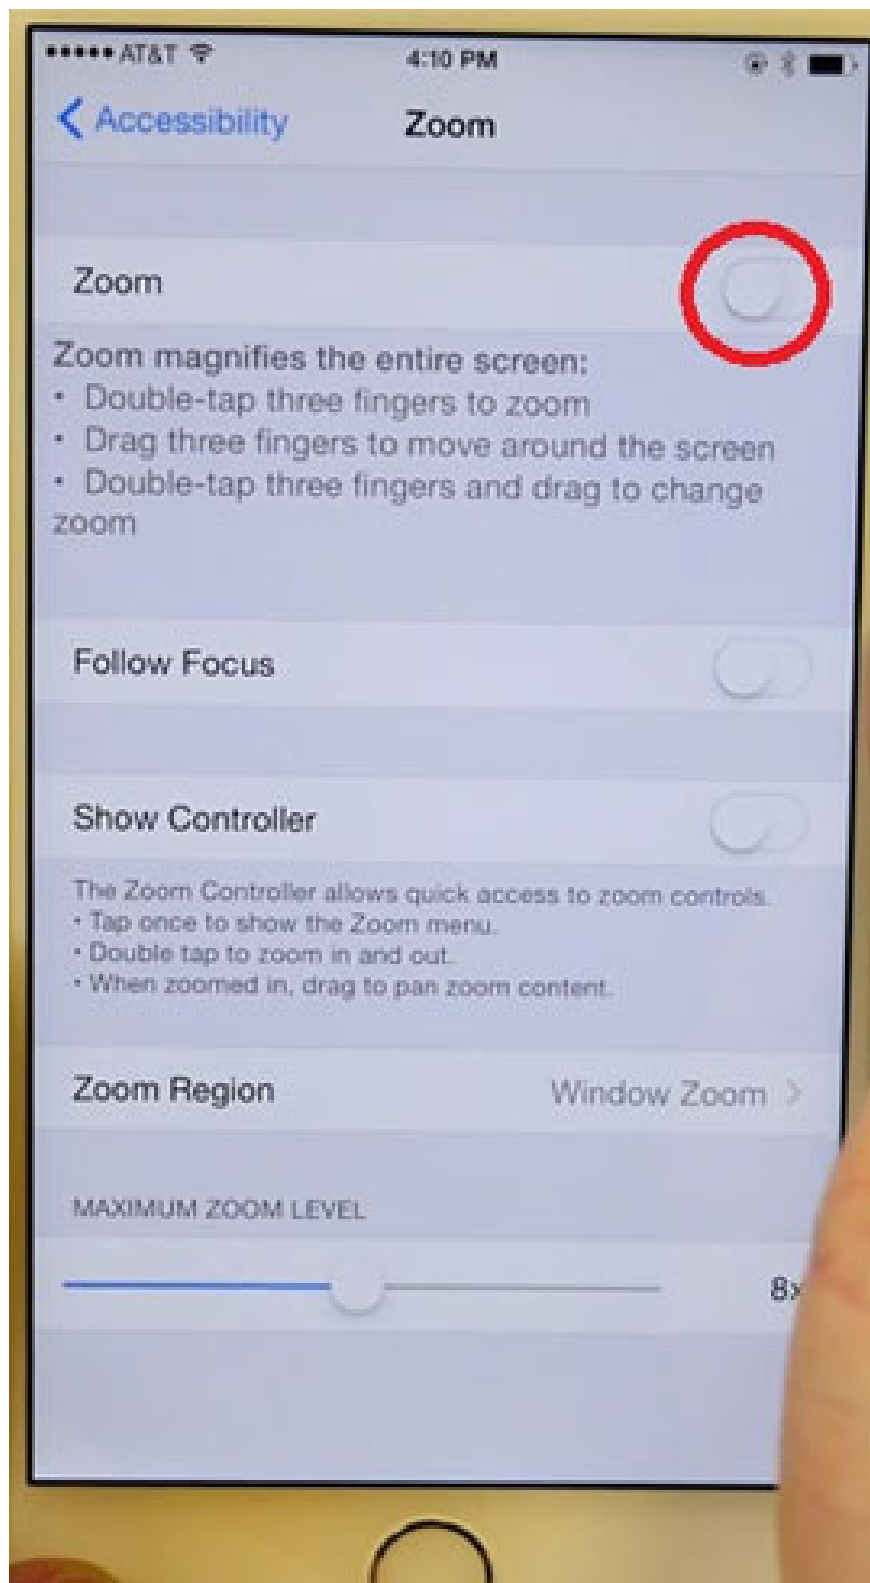 AT&T 4:10 PM
Accessibility Zoom
Zoom
Zoom magnifies the entire screen:
• Double-tap three fingers to zoom
• Drag three fingers to move around the screen
• Double-tap three fingers and drag to change
zoom
Follow Focus
Show Controller
The Zoom Controller allows quick access to zoom controls.
• Tap once to show the Zoom menu.
• Double tap to zoom in and out.
• When zoomed in, drag to pan zoom content.
Zoom Region Window Zoom
MAXIMUM ZOOM LEVEL
8x